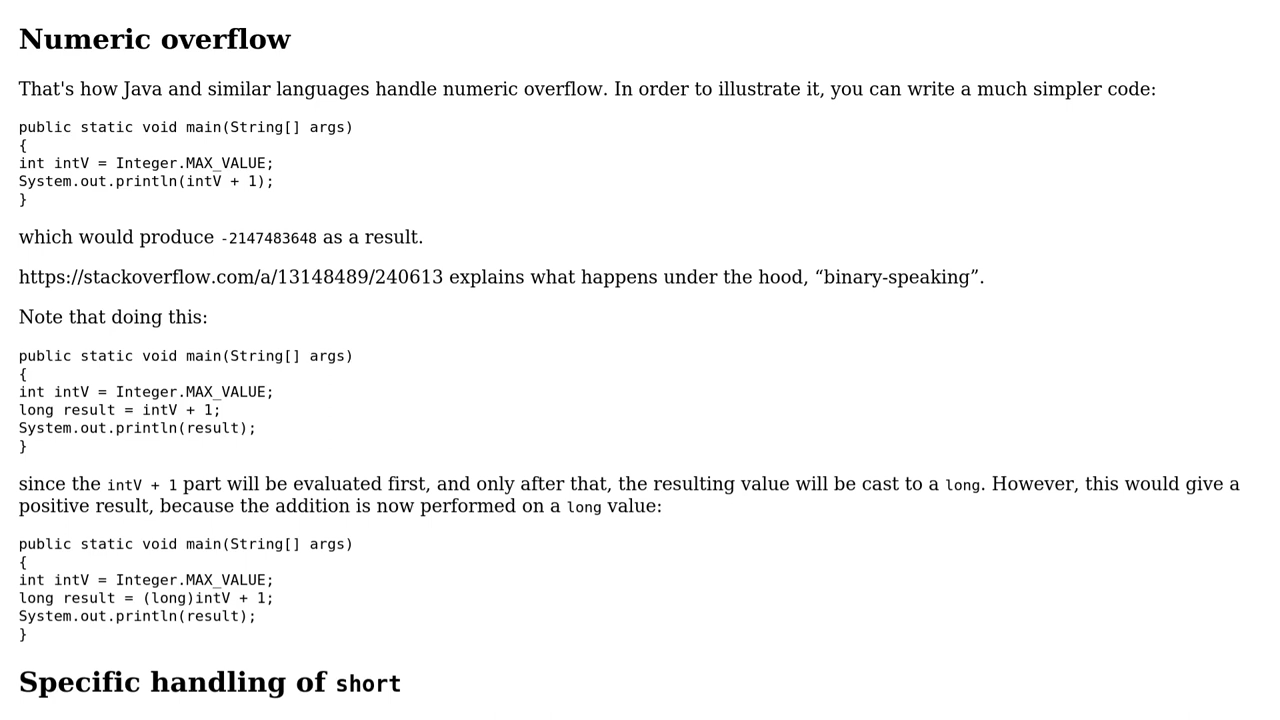 Numeric overflow
That's how Java and similar languages handle numeric overflow. In order to illustrate it, you can write a much simpler code:
public static void main(String[] args)
{
int intV = Integer.MAX_VALUE;
System.out.println(intV + 1);
}
which would produce -2147483648 as a result.
https://stackoverflow.com/a/13148489/240613 explains what happens under the hood, “binary-speaking”.
Note that doing this:
public static void main(String[] args)
{
int intV = Integer.MAX_VALUE;
long result = intV + 1;
System.out.println(result);
}
since the intV + 1 part will be evaluated first, and only after that, the resulting value will be cast to a long. However, this would give a
positive result, because the addition is now performed on a long value:
public static void main(String[] args)
{
int intV = Integer.MAX_VALUE;
long result = (long)intV + 1;
System.out.println(result);
}
Specific handling of short